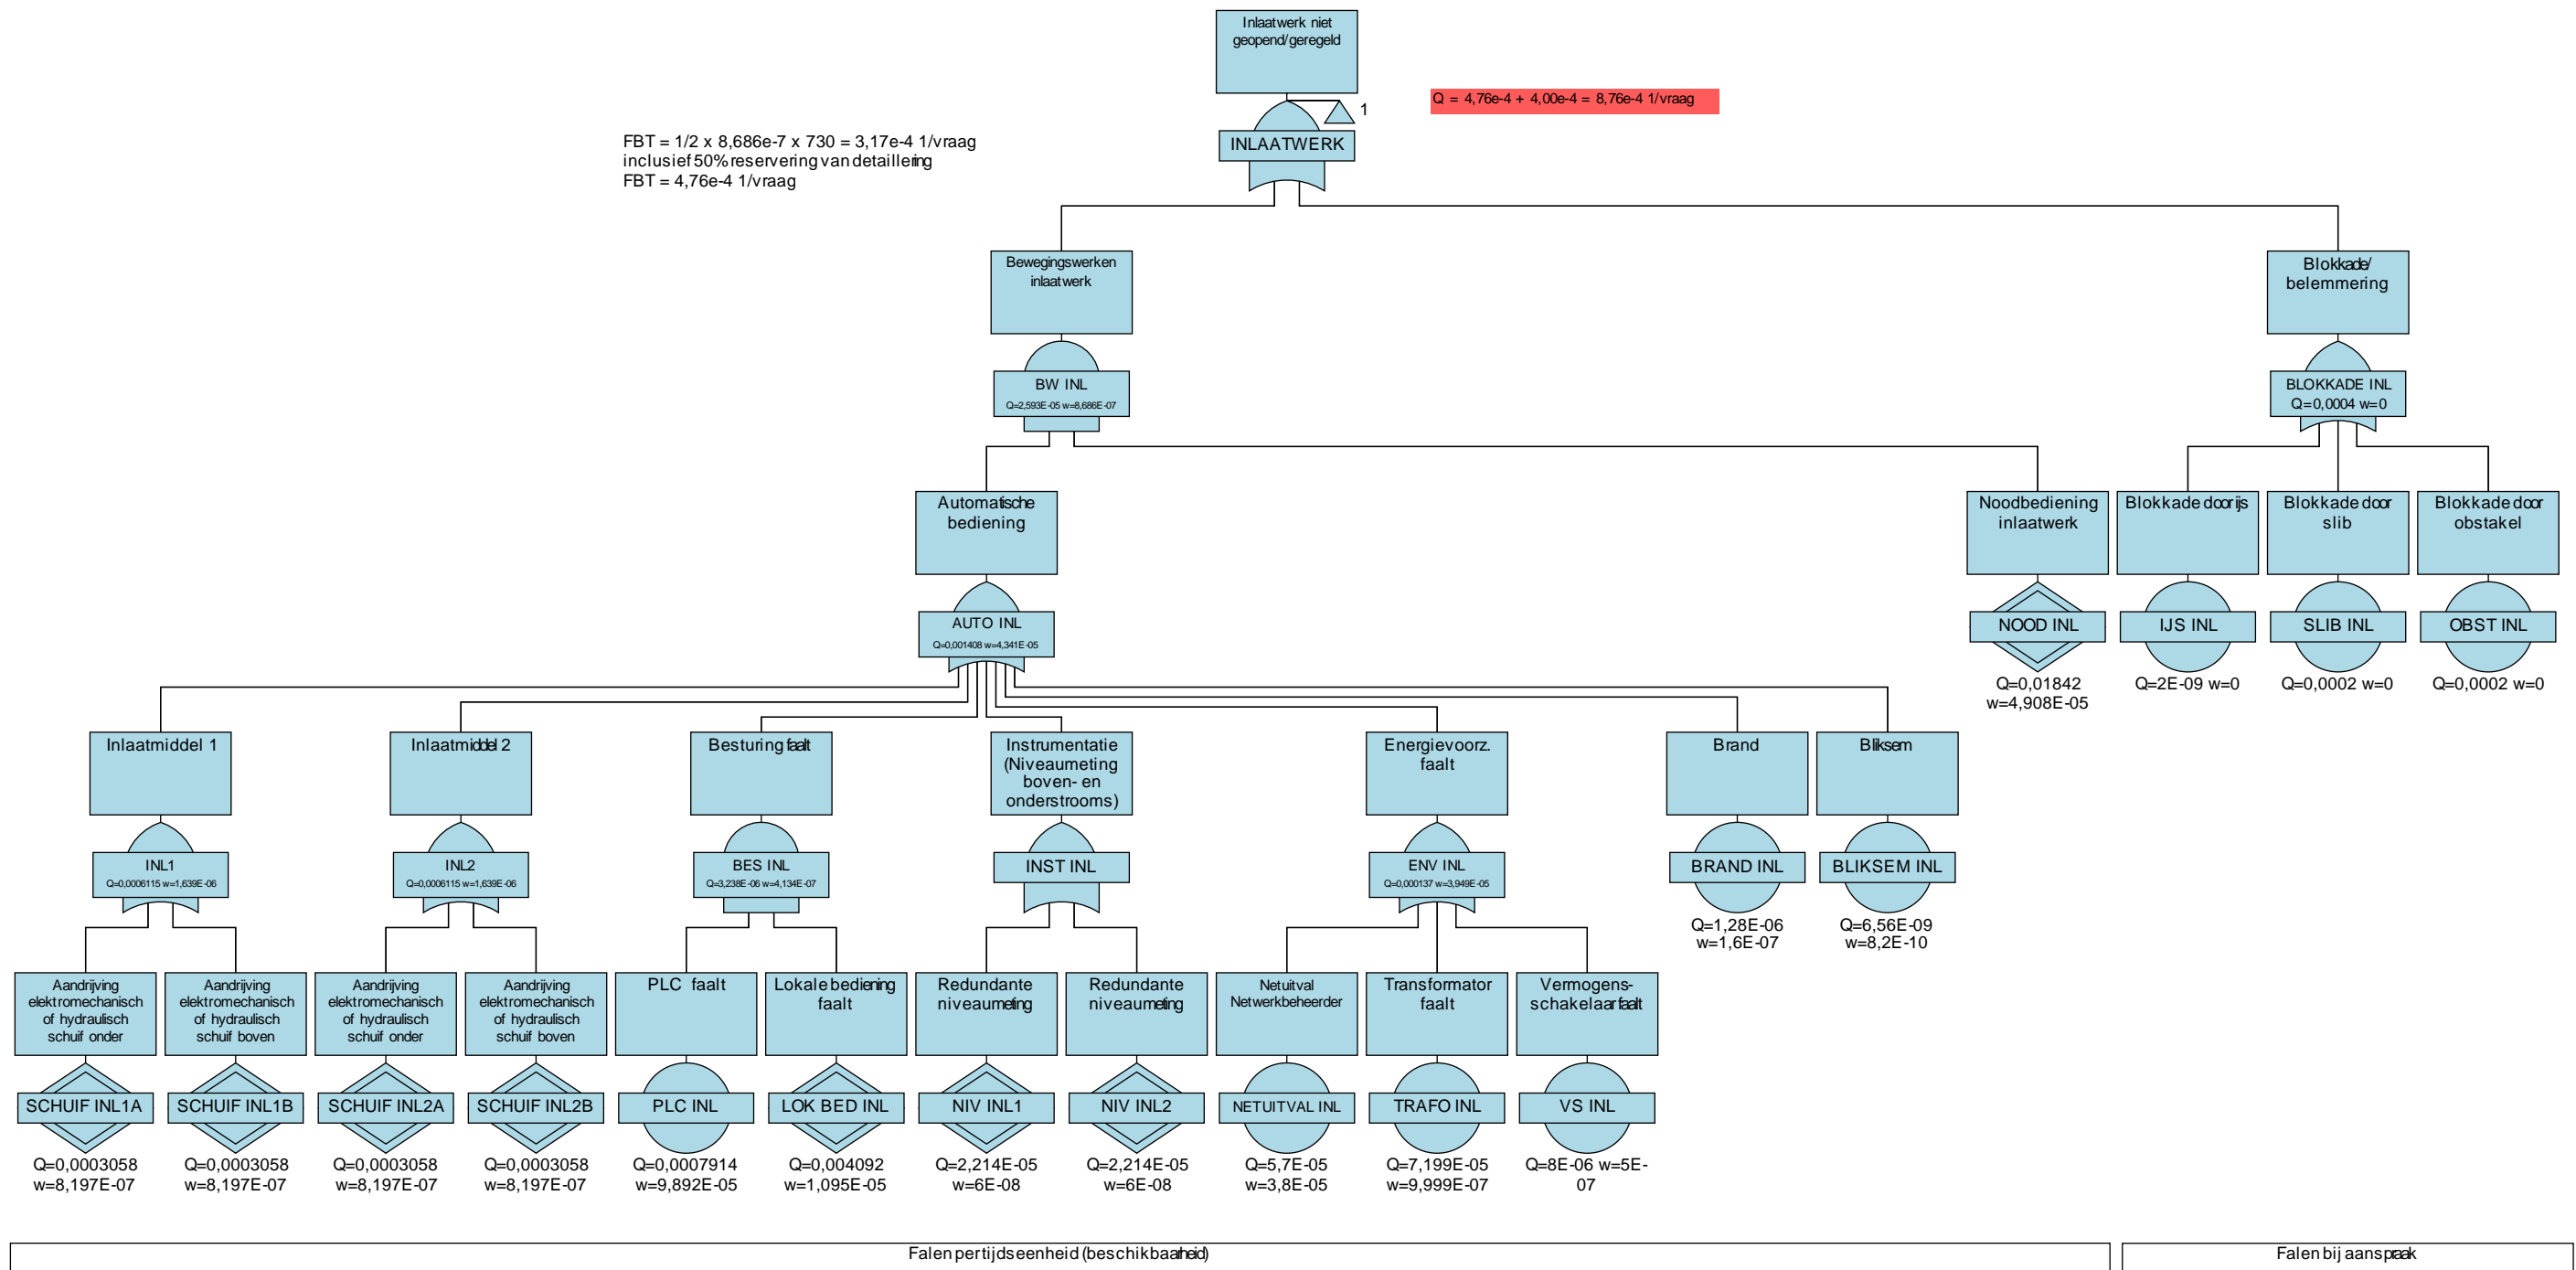 Inlaatwerk niet
geopend/geregeld
1
INLAATWERK
Q = 4,76e-4 + 4,00e-4 = 8,76e-4 1/vraag
FBT = 1/2 x 8,686e-7 x 730 = 3,17e-4 1/vraag
inclusief 50% reservering van detaillering
FBT = 4,76e-4 1/vraag
Bewegingswerken
inlaatwerk
BW INL
Q=2,593E-05 w=8,686E-07
Blokkade/
belemmering
BLOKKADE INL
Q=0,0004 w=0
Automatische
bediening
AUTO INL
Q=0,001408 w=4,341E-05
Noodbediening
inlaatwerk
NOOD INL
Q=0,01842
w=4,908E-05
Blokkade door ijs
IJS INL
Q=2E-09 w=0
Blokkade door
slib
SLIB INL
Q=0,0002 w=0
Blokkade door
obstakel
OBST INL
Q=0,0002 w=0
Inlaatmiddel 1
INL1
Q=0,0006115 w=1,639E-06
Inlaatmiddel 2
INL2
Q=0,0006115 w=1,639E-06
Besturing faalt
BES INL
Q=3,238E-06 w=4,134E-07
Instrumentatie
(Niveaumeting
boven- en
onderstrooms)
INST INL
Energievoorz.
faalt
ENV INL
Q=0,000137 w=3,949E-05
Brand
BRAND INL
Q=1,28E-06
w=1,6E-07
Bliksem
BLIKSEM INL
Q=6,56E-09
w=8,2E-10
Aandrijving
elektromechanisch
of hydraulisch
schuif onder
SCHUIF INL1A
Q=0,0003058
w=8,197E-07
Aandrijving
elektromechanisch
of hydraulisch
schuif boven
SCHUIF INL1B
Q=0,0003058
w=8,197E-07
Aandrijving
elektromechanisch
of hydraulisch
schuif onder
SCHUIF INL2A
Q=0,0003058
w=8,197E-07
Aandrijving
elektromechanisch
of hydraulisch
schuif boven
SCHUIF INL2B
Q=0,0003058
w=8,197E-07
PLC faalt
PLC INL
Q=0,0007914
w=9,892E-05
Lokale bediening
faalt
LOK BED INL
Q=0,004092
w=1,095E-05
Redundante
niveaumeting
NIV INL1
Q=2,214E-05
w=6E-08
Redundante
niveaumeting
NIV INL2
Q=2,214E-05
w=6E-08
Netuitval
Netwerkbeheerder
NETUITVAL INL
Q=5,7E-05
w=3,8E-05
Transformator
faalt
TRAFO INL
Q=7,199E-05
w=9,999E-07
Vermogens-
schakelaar faalt
VS INL
Q=8E-06 w=5E-
07
Falen per tijdseenheid (beschikbaarheid)
Falen bij aanspraak